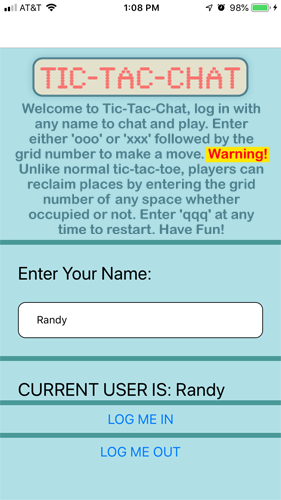 AT&T 1:08 PM 98%
TIC-TAC-CHAT
Welcome to Tic-Tac-Chat, log in with
any name to chat and play. Enter
either 'ooo' or 'xxx' followed by the
grid number to make a move. Warning!
Unlike normal tic-tac-toe, players can
reclaim places by entering the grid
number of any space whether
occupied or not. Enter 'qqq' at any
time to restart. Have Fun!
Enter Your Name:
Randy
CURRENT USER IS: Randy
LOG ME IN
LOG ME OUT